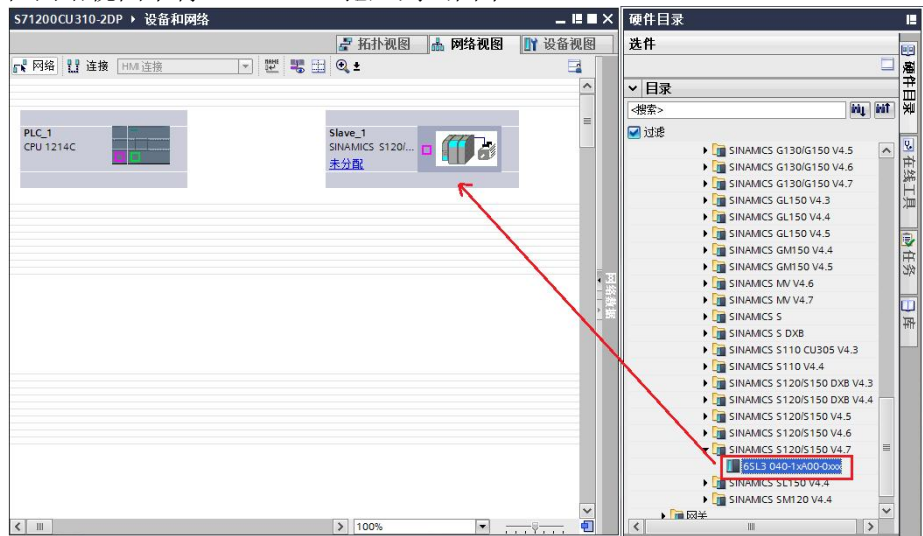 S71200CU310-2DP ▸ 设备和网络
拓扑视图
网络视图
设备视图
网络
连接
HMI 连接
PLC_1
CPU 1214C
Slave_1
SINAMICS S120/...
未分配
网络数据
100%
硬件目录
选件
目录
<搜索>
过滤
SINAMICS G130/G150 V4.5
SINAMICS G130/G150 V4.6
SINAMICS G130/G150 V4.7
SINAMICS GL150 V4.3
SINAMICS GL150 V4.4
SINAMICS GL150 V4.5
SINAMICS GM150 V4.4
SINAMICS GM150 V4.5
SINAMICS MV V4.6
SINAMICS MV V4.7
SINAMICS S
SINAMICS S DXB
SINAMICS S110 CU305 V4.3
SINAMICS S110 V4.4
SINAMICS S120/S150 DXB V4.3
SINAMICS S120/S150 DXB V4.4
SINAMICS S120/S150 V4.5
SINAMICS S120/S150 V4.6
SINAMICS S120/S150 V4.7
6SL3 040-1xA00-0xxx
SINAMICS SL150 V4.4
SINAMICS SM120 V4.4
网关
硬件目录
在线工具
任务
库